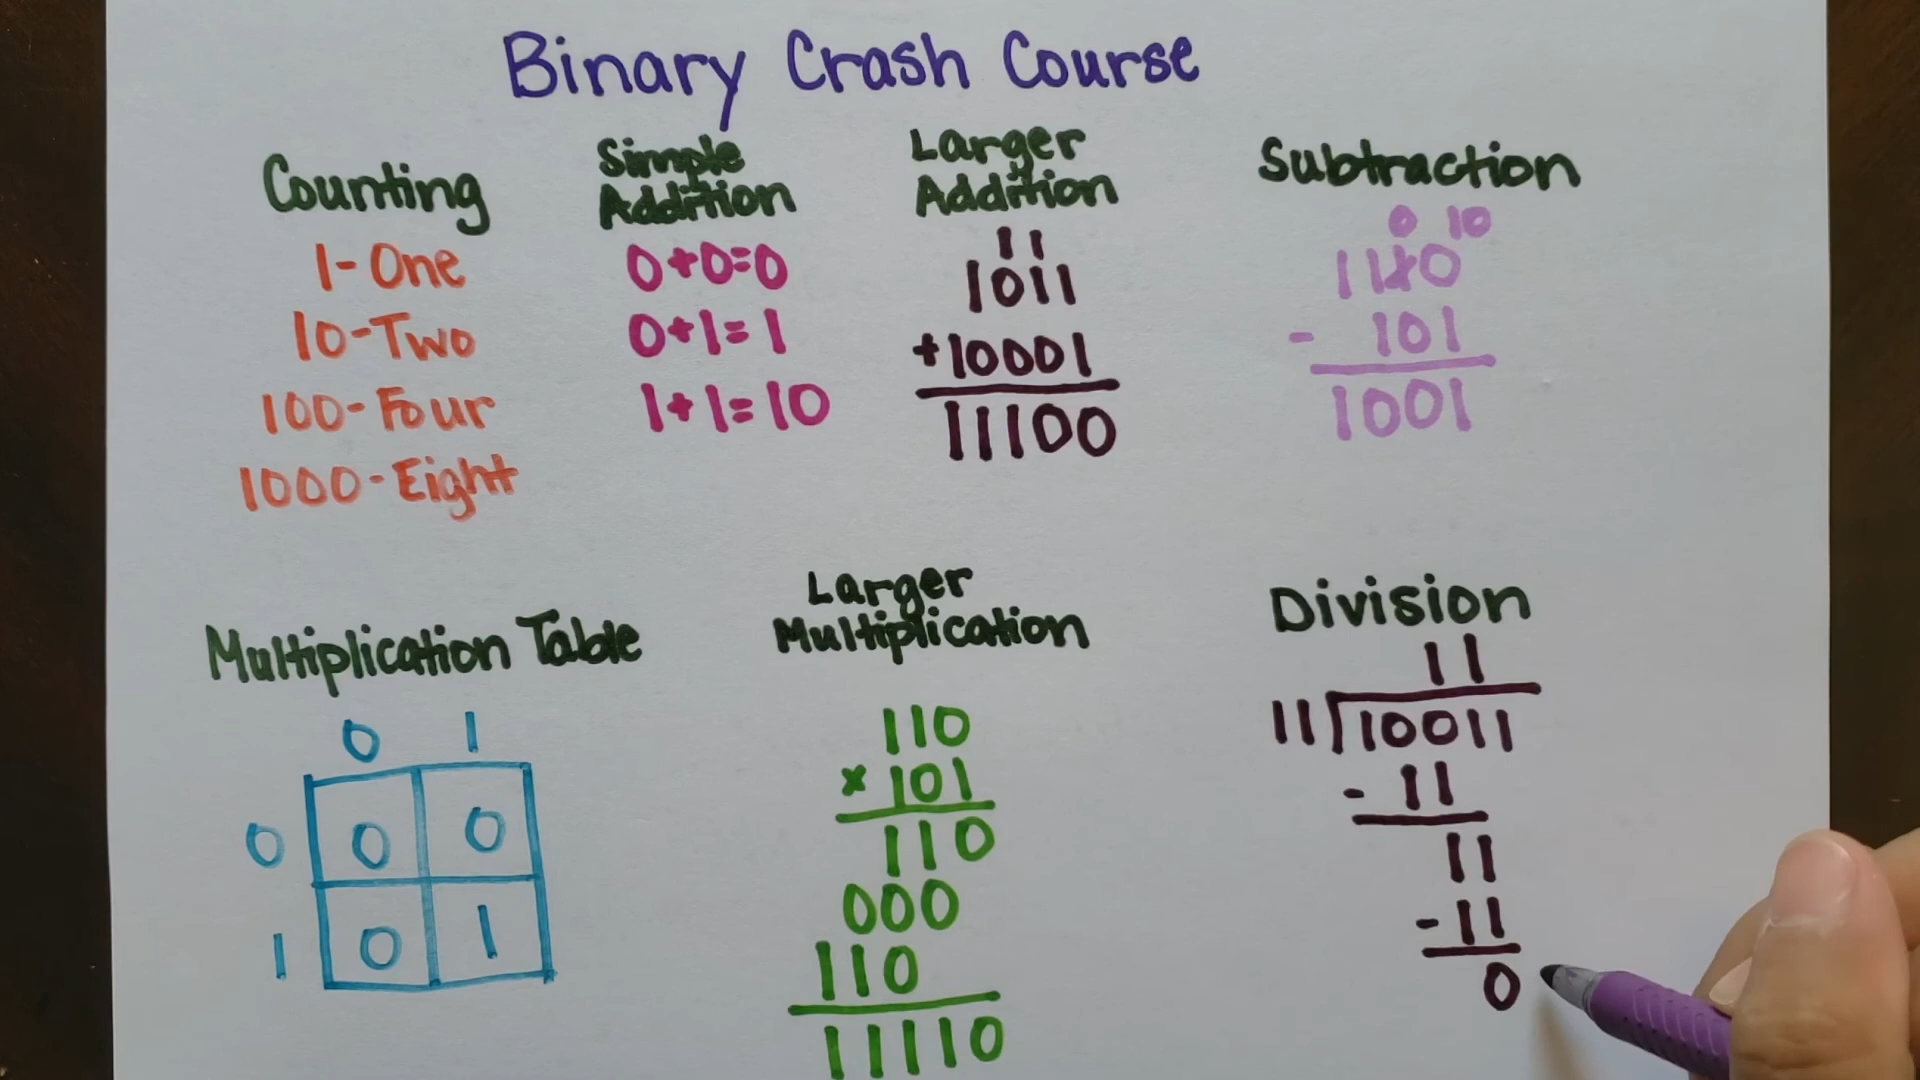 Binary Crash Course
Counting
1-One
10-Two
100-Four
1000-Eight
Simple
Addition
0+0=0
0+1=1
1+1=10
Larger
Addition
11
1011
+10001
11100
Subtraction
0 10
1110
- 101
1001
Multiplication Table
0 1
0 0 0
1 0 1
Larger
Multiplication
110
× 101
110
000
110
11110
Division
11
11 10011
- 11
11
-11
0